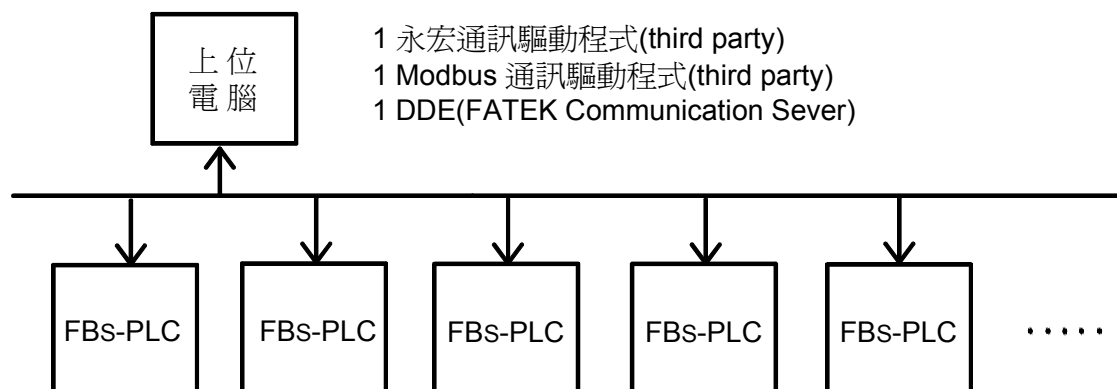 上位
電腦
1 永宏通訊驅動程式(third party)
1 Modbus 通訊驅動程式(third party)
1 DDE(FATEK Communication Sever)
FBs-PLC FBs-PLC FBs-PLC FBs-PLC FBs-PLC .....